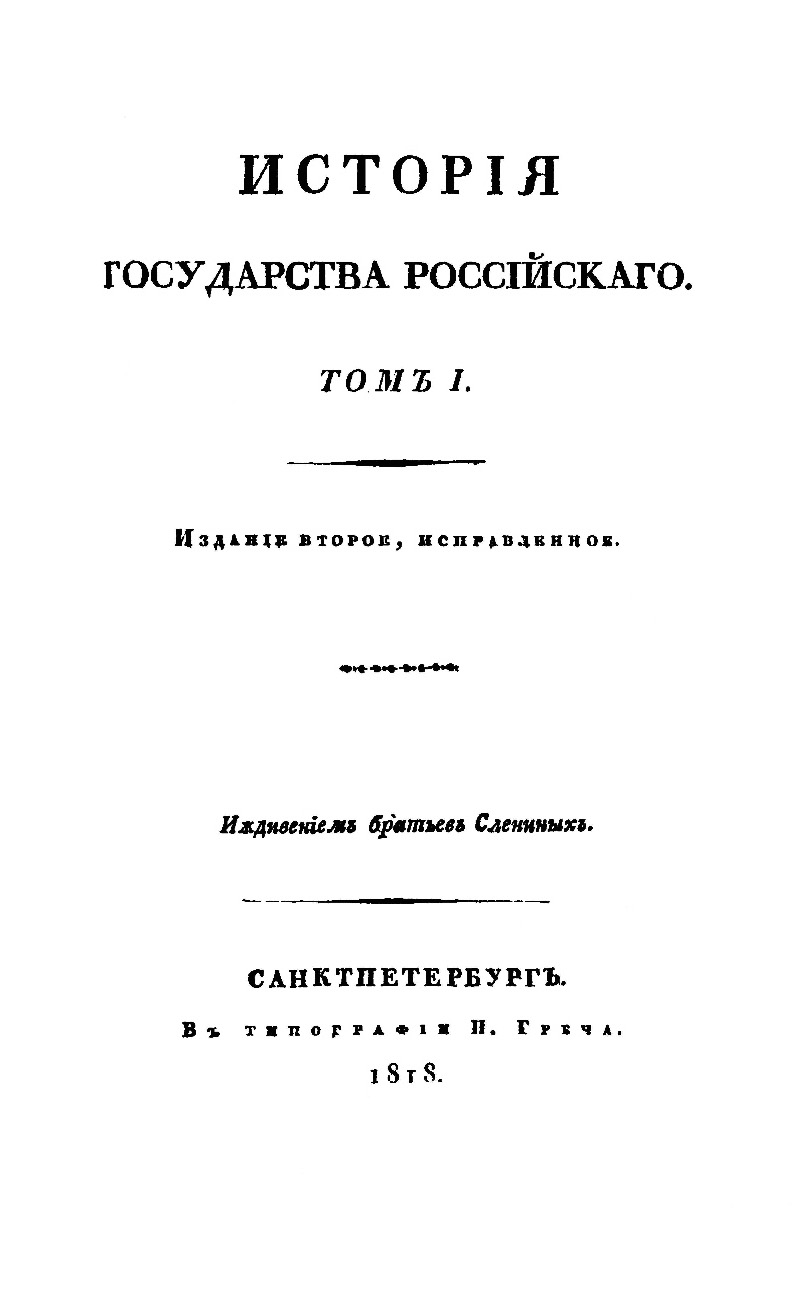 ИСТОРІЯ
ГОСУДАРСТВА РОССІЙСКАГО.
ТОМЪ I.
Изданіе второе, исправленное.
Иждивеніемъ братьевъ Слениныхъ.
САНКТПЕТЕРБУРГЪ.
Въ типографіи Н. Греча.
1818.